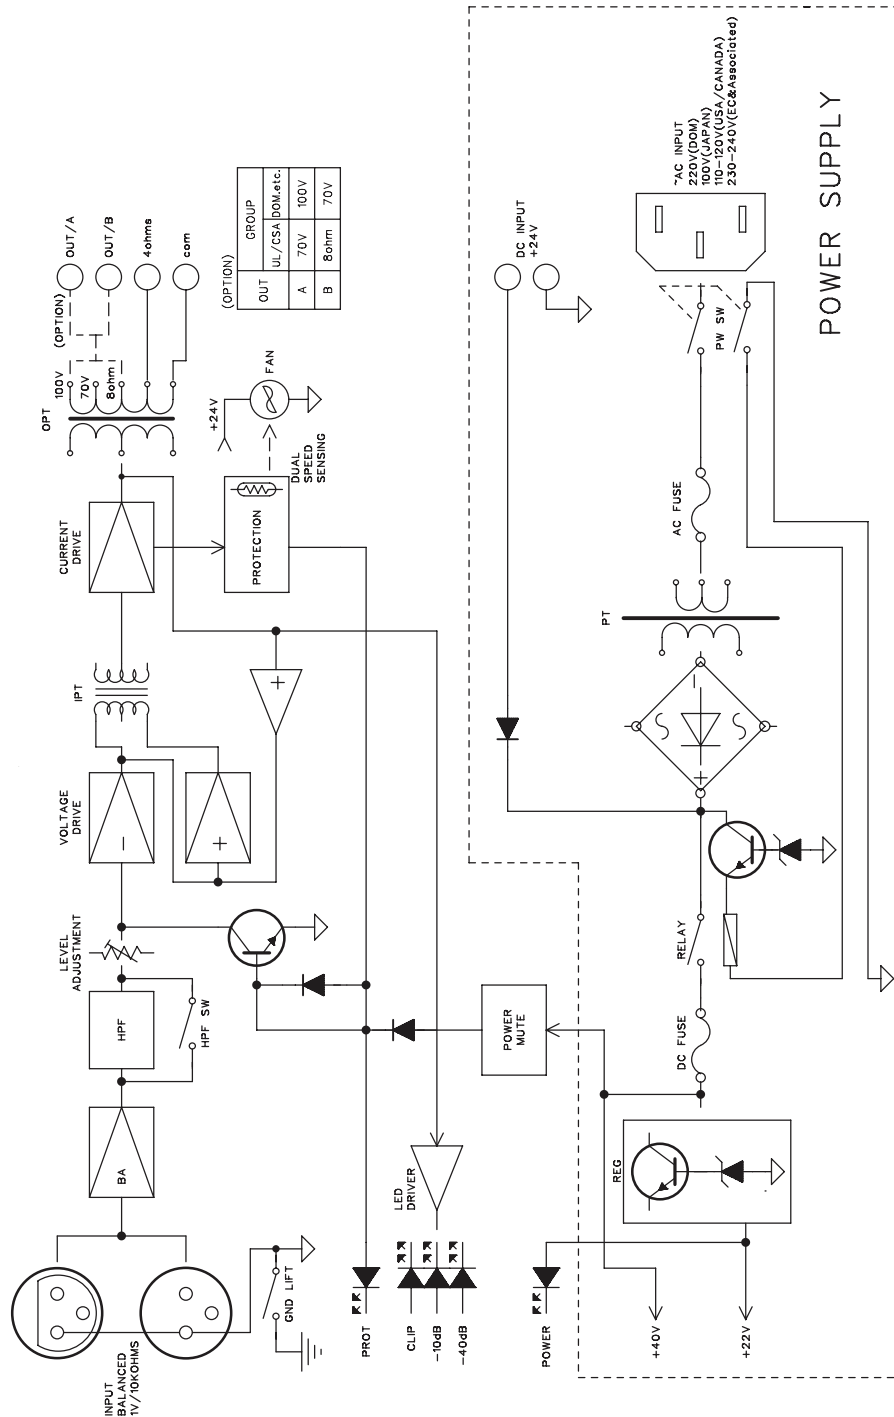 INPUT
BALANCED
1V/10KOHMS
GND LIFT
BA
HPF
HPF SW
LEVEL
ADJUSTMENT
VOLTAGE
DRIVE
−
+
+
IPT
CURRENT
DRIVE
OPT
100V
70V
8ohm
(OPTION)
OUT/A
OUT/B
4ohms
com
PROTECTION
DUAL
SPEED
SENSING
+24V
FAN
(OPTION)
OUT GROUP
UL/CSA DOM.etc.
A 70V 100V
B 8ohm 70V
PROT
CLIP
−10dB
−40dB
LED
DRIVER
POWER
MUTE
POWER
+40V
+22V
REG
DC FUSE
RELAY
+
−
PT
AC FUSE
PW SW
DC INPUT
+24V
~AC INPUT
220V(DOM)
100V(JAPAN)
110−120V(USA/CANADA)
230−240V(EC&Associated)
POWER SUPPLY